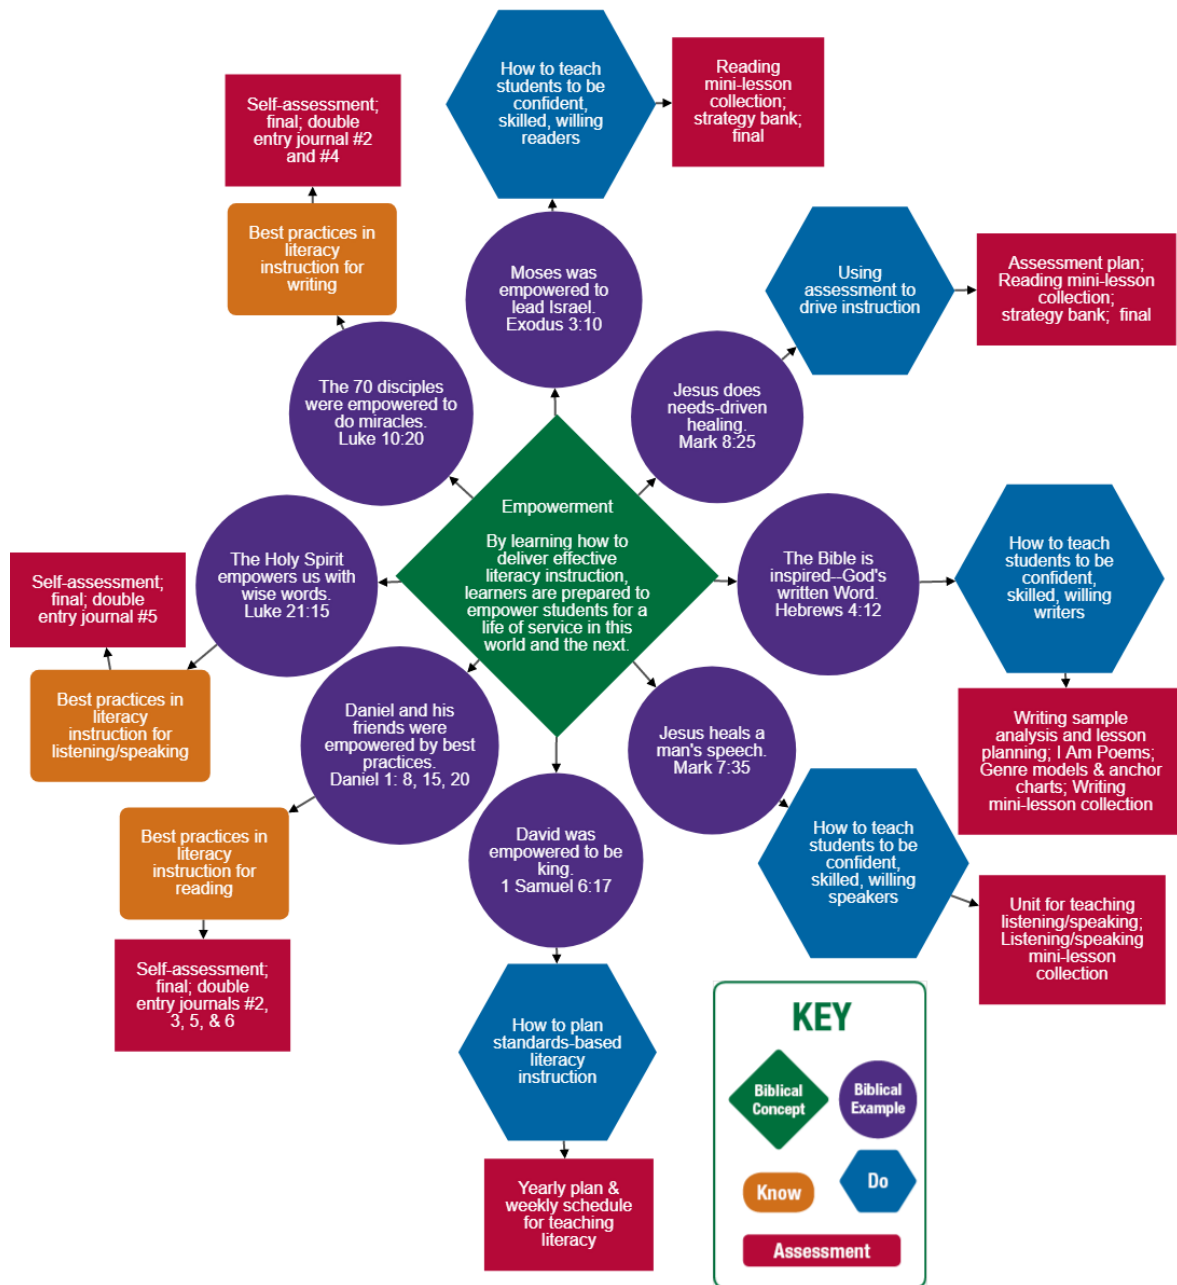 How to teach
students to be
confident,
skilled, willing
readers
Reading
mini-lesson
collection;
strategy bank;
final
Self-assessment;
final; double
entry journal #2
and #4
Best practices in
literacy
instruction for
writing
Moses was
empowered to
lead Israel.
Exodus 3:10
Using
assessment to
drive instruction
Assessment plan;
Reading mini-lesson
collection;
strategy bank;  final
The 70 disciples
were empowered to
do miracles.
Luke 10:20
Jesus does
needs-driven
healing.
Mark 8:25
Empowerment
By learning how to
deliver effective
literacy instruction,
learners are prepared to
empower students for a
life of service in this
world and the next.
The Holy Spirit
empowers us with
wise words.
Luke 21:15
The Bible is
inspired--God's
written Word.
Hebrews 4:12
How to teach
students to be
confident,
skilled, willing
writers
Self-assessment;
final; double
entry journal #5
Best practices in
literacy
instruction for
listening/speaking
Daniel and his
friends were
empowered by best
practices.
Daniel 1: 8, 15, 20
Jesus heals a
man's speech.
Mark 7:35
Writing sample
analysis and lesson
planning; I Am Poems;
Genre models & anchor
charts; Writing
mini-lesson collection
Best practices in
literacy
instruction for
reading
David was
empowered to be
king.
1 Samuel 6:17
How to teach
students to be
confident,
skilled, willing
speakers
Unit for teaching
listening/speaking;
Listening/speaking
mini-lesson
collection
Self-assessment;
final; double
entry journals #2,
3, 5, & 6
How to plan
standards-based
literacy
instruction
Yearly plan &
weekly schedule
for teaching
literacy
KEY
Biblical
Concept
Biblical
Example
Know
Do
Assessment